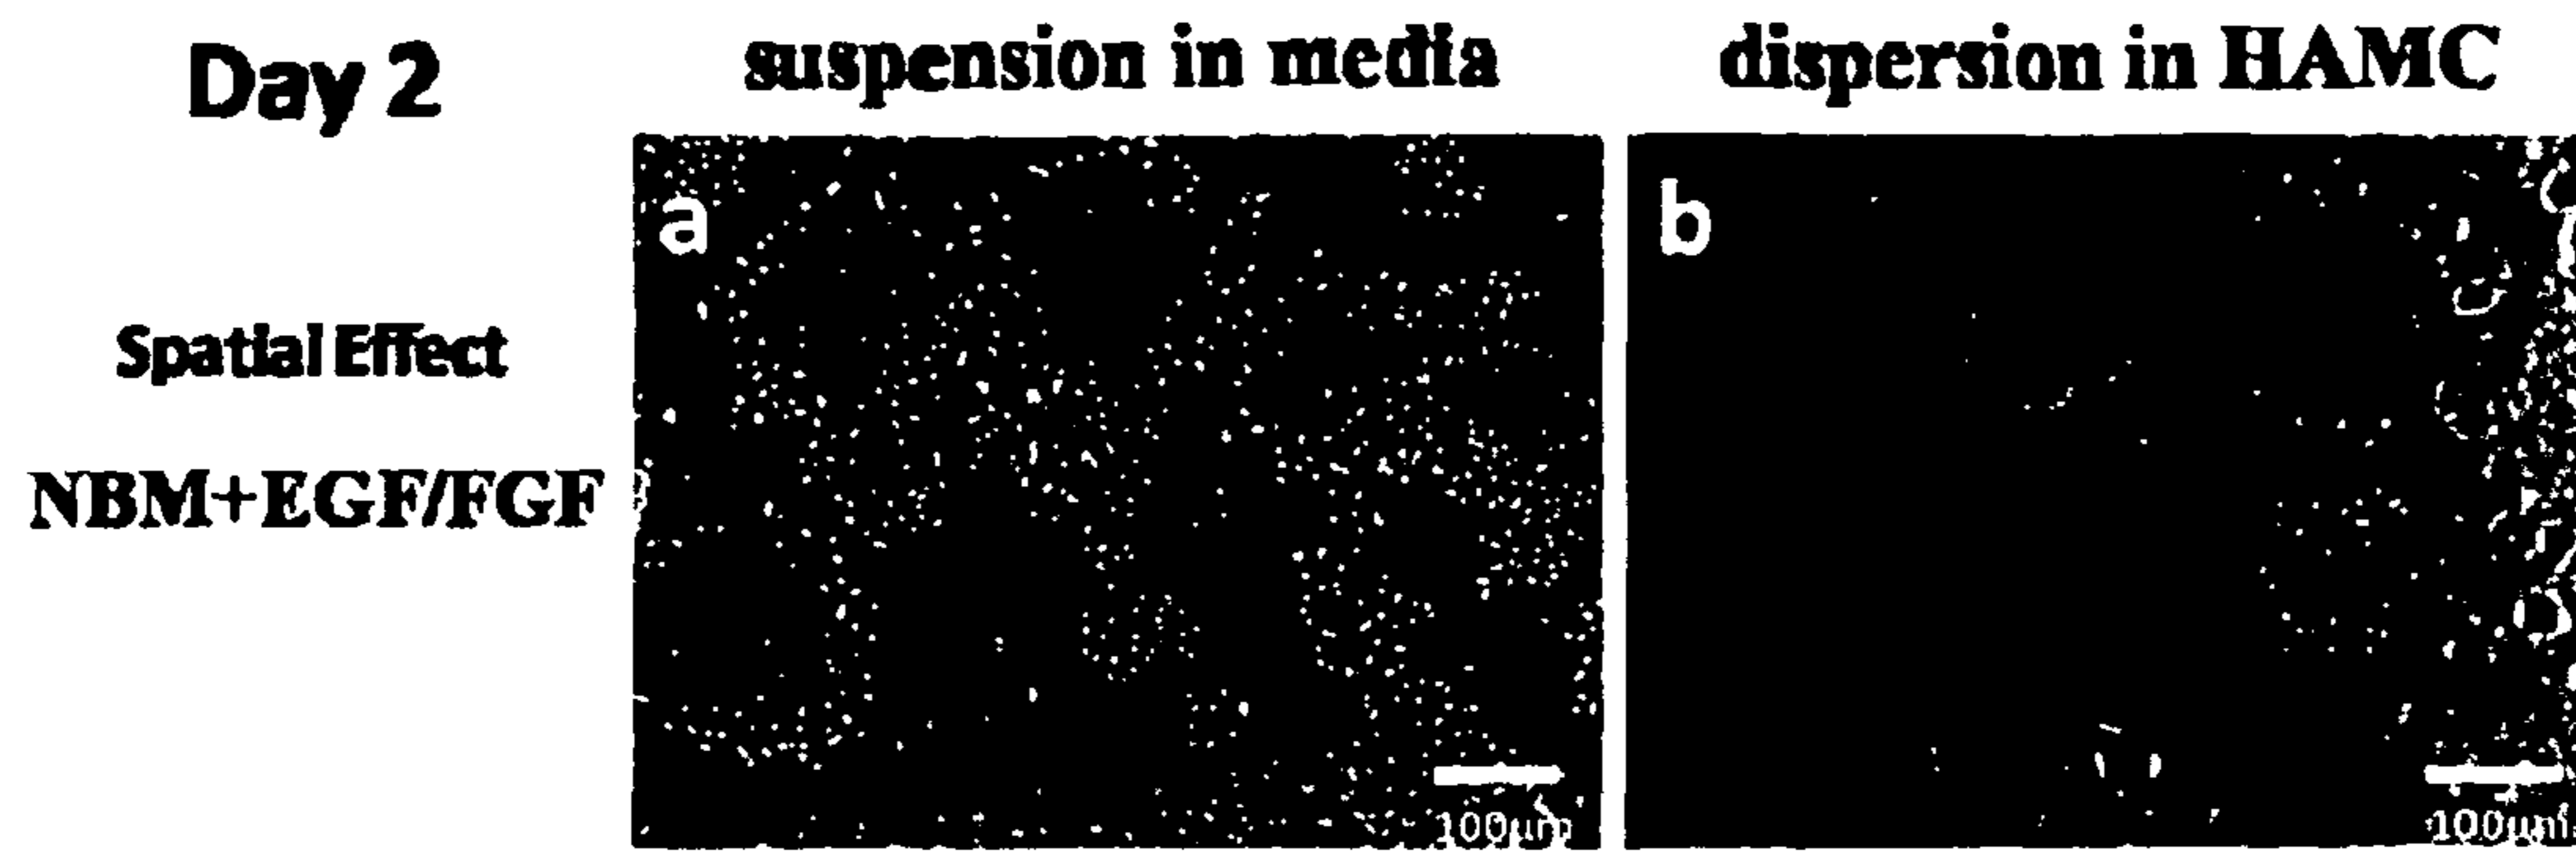 Day 2
suspension in media
dispersion in HAMC
a
b
Spatial Effect
NBM+EGF/FGF
100μm
100μm